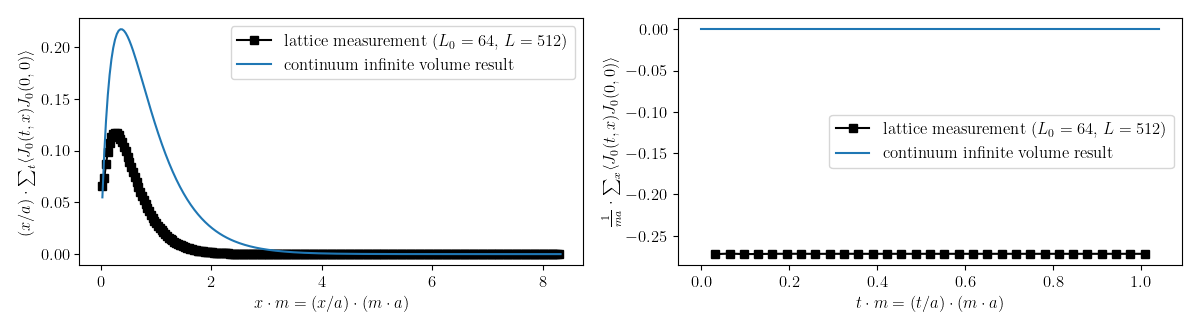 0.20
0.15
0.10
0.05
0.00
(x/a) · ∑_t⟨J_0(t, x)J_0(0, 0)⟩
lattice measurement (L_0 = 64, L = 512)
continuum infinite volume result
0 2 4 6 8
x · m = (x/a) · (m · a)
0.00
−0.05
−0.10
−0.15
−0.20
−0.25
1/ma · ∑_x⟨J_0(t, x)J_0(0, 0)⟩
lattice measurement (L_0 = 64, L = 512)
continuum infinite volume result
0.0 0.2 0.4 0.6 0.8 1.0
t · m = (t/a) · (m · a)